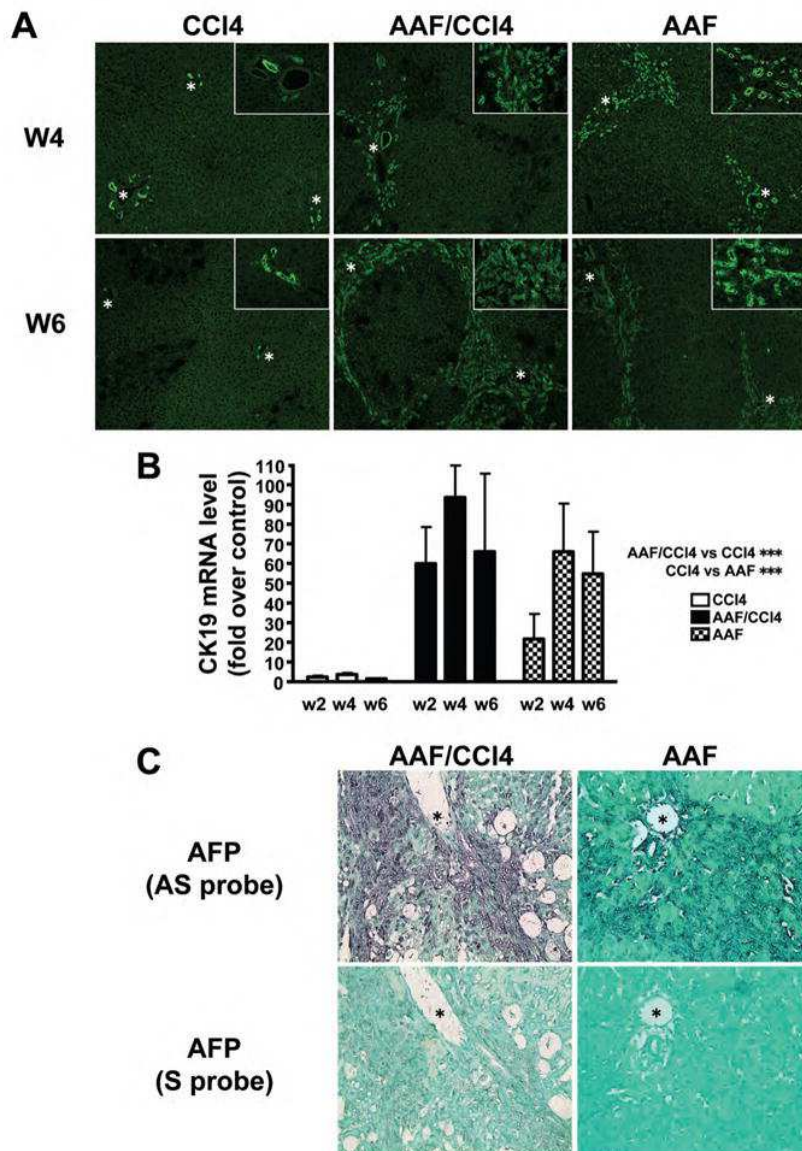 A
CCl4 AAF/CCl4 AAF
W4
* * * * * *
W6
* * * * * *
B
CK19 mRNA level
(fold over control)
110
100
90
80
70
60
50
40
30
20
10
0
w2 w4 w6 w2 w4 w6 w2 w4 w6
AAF/CCl4 vs CCl4 ***
CCl4 vs AAF ***
CCl4
AAF/CCl4
AAF
C
AAF/CCl4 AAF
AFP
(AS probe)
* *
AFP
(S probe)
* *